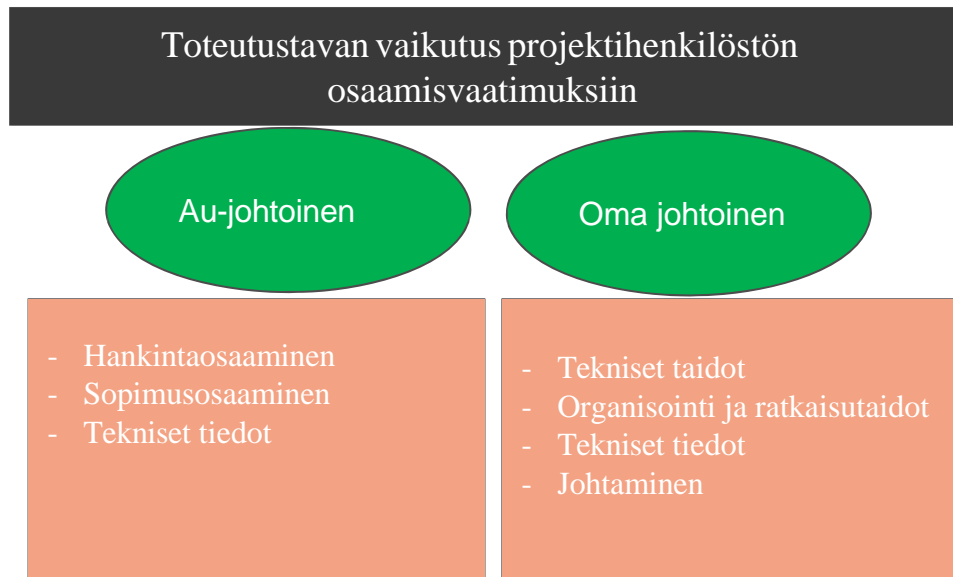 Toteutustavan vaikutus projektihenkilöstön
osaamisvaatimuksiin
Au-johtoinen
Oma johtoinen
- Hankintaosaaminen
- Sopimusosaaminen
- Tekniset tiedot
- Tekniset taidot
- Organisointi ja ratkaisutaidot
- Tekniset tiedot
- Johtaminen